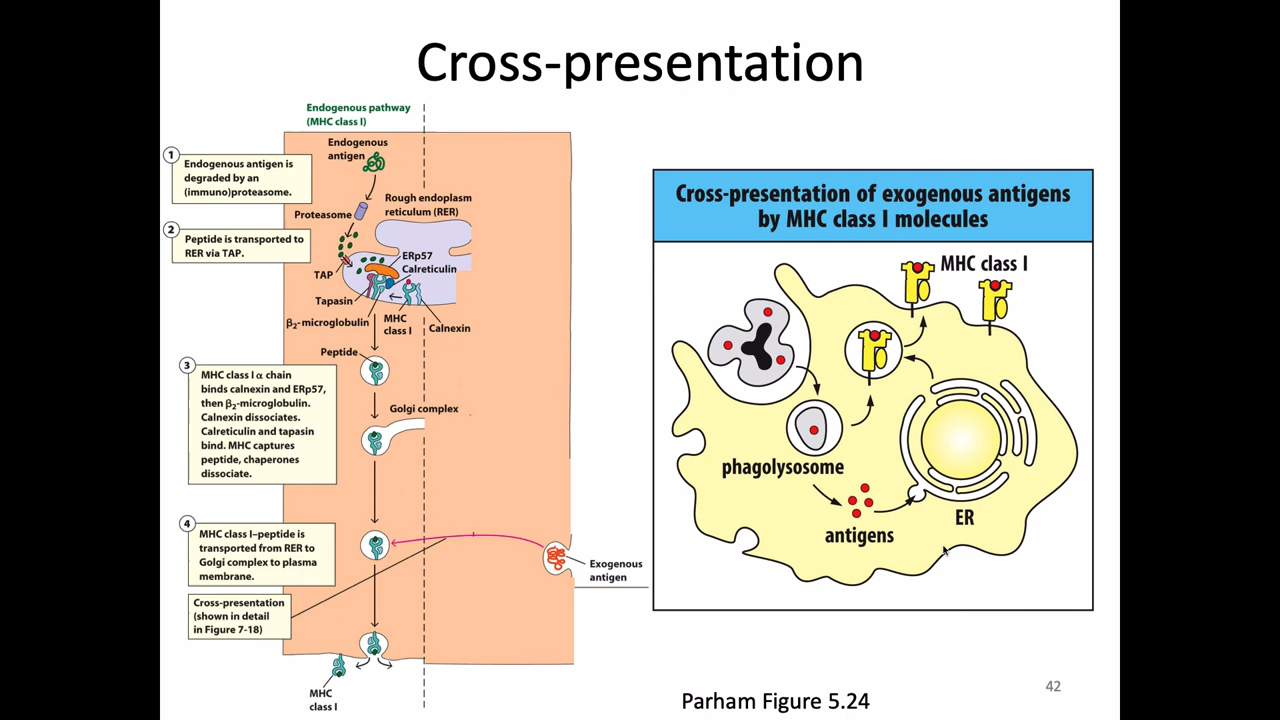 Cross-presentation
Endogenous pathway
(MHC class I)
Endogenous
antigen
1
Endogenous antigen is
degraded by an
(immuno)proteasome.
Rough endoplasm
reticulum (RER)
Proteasome
2
Peptide is transported to
RER via TAP.
ERp57
Calreticulin
TAP
Tapasin
β2-microglobulin
MHC
class I
Calnexin
Peptide
3
MHC class I α chain
binds calnexin and ERp57,
then β2-microglobulin.
Calnexin dissociates.
Calreticulin and tapasin
bind. MHC captures
peptide, chaperones
dissociate.
Golgi complex
4
MHC class I–peptide is
transported from RER to
Golgi complex to plasma
membrane.
Exogenous
antigen
Cross-presentation
(shown in detail
in Figure 7-18)
MHC
class I
Cross-presentation of exogenous antigens
by MHC class I molecules
MHC class I
phagolysosome
antigens
ER
Parham Figure 5.24
42